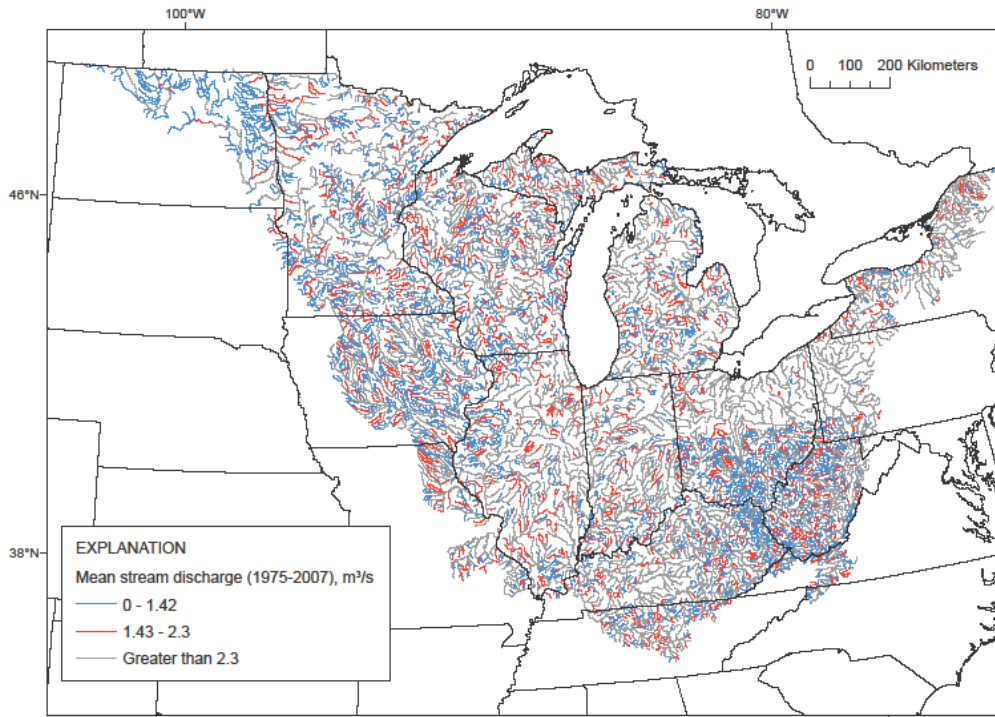 100°W
80°W
0 100 200 Kilometers
46°N
38°N
EXPLANATION
Mean stream discharge (1975-2007), m³/s
0 - 1.42
1.43 - 2.3
Greater than 2.3